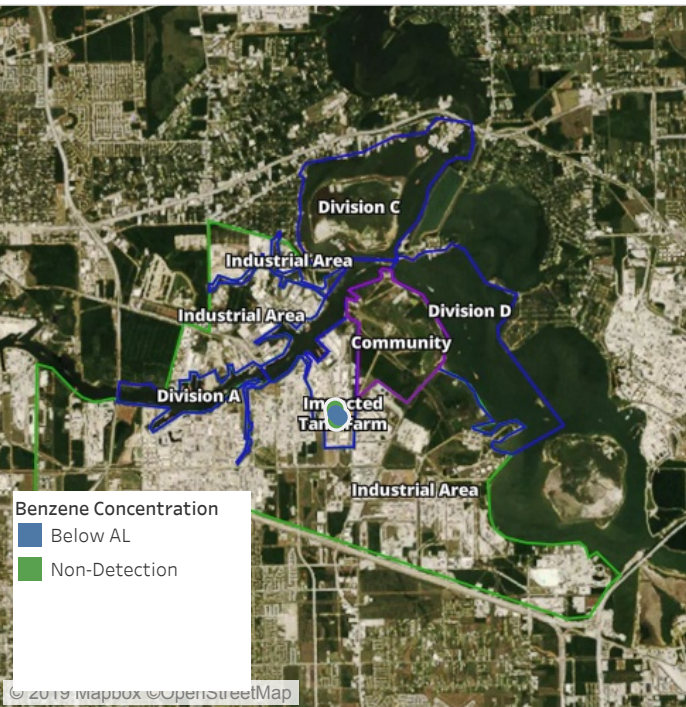 Division C
Industrial Area
Division D
Industrial Area
Community
Division A
Impacted
Tank Farm
Industrial Area
Benzene Concentration
Below AL
Non-Detection
© 2019 Mapbox ©OpenStreetMap